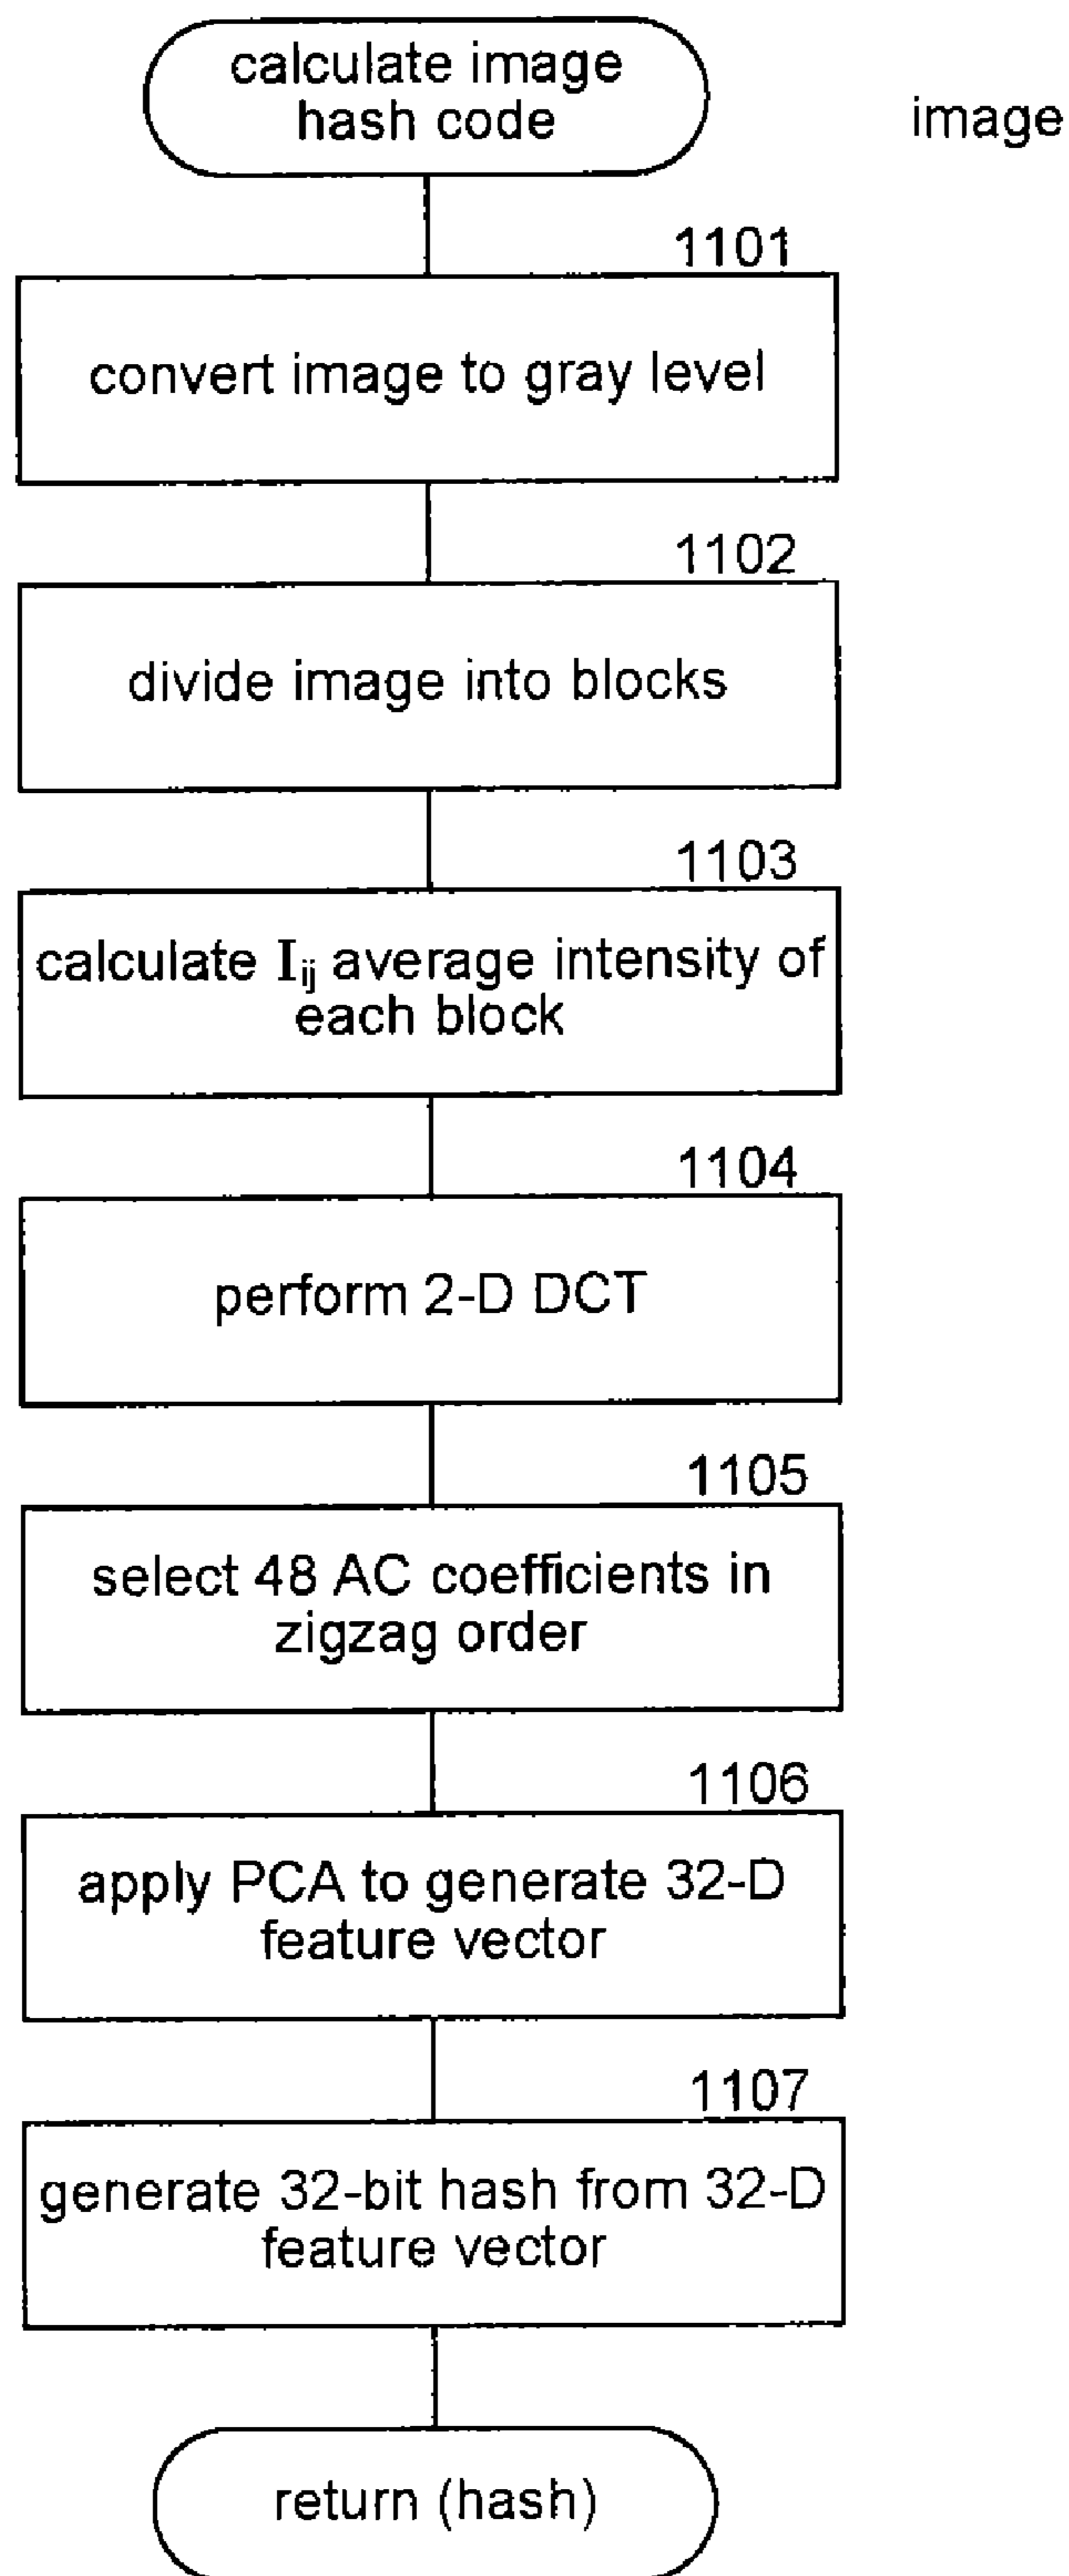 calculate image
hash code
image
1101
convert image to gray level
1102
divide image into blocks
1103
calculate Iij average intensity of
each block
1104
perform 2-D DCT
1105
select 48 AC coefficients in
zigzag order
1106
apply PCA to generate 32-D
feature vector
1107
generate 32-bit hash from 32-D
feature vector
return (hash)